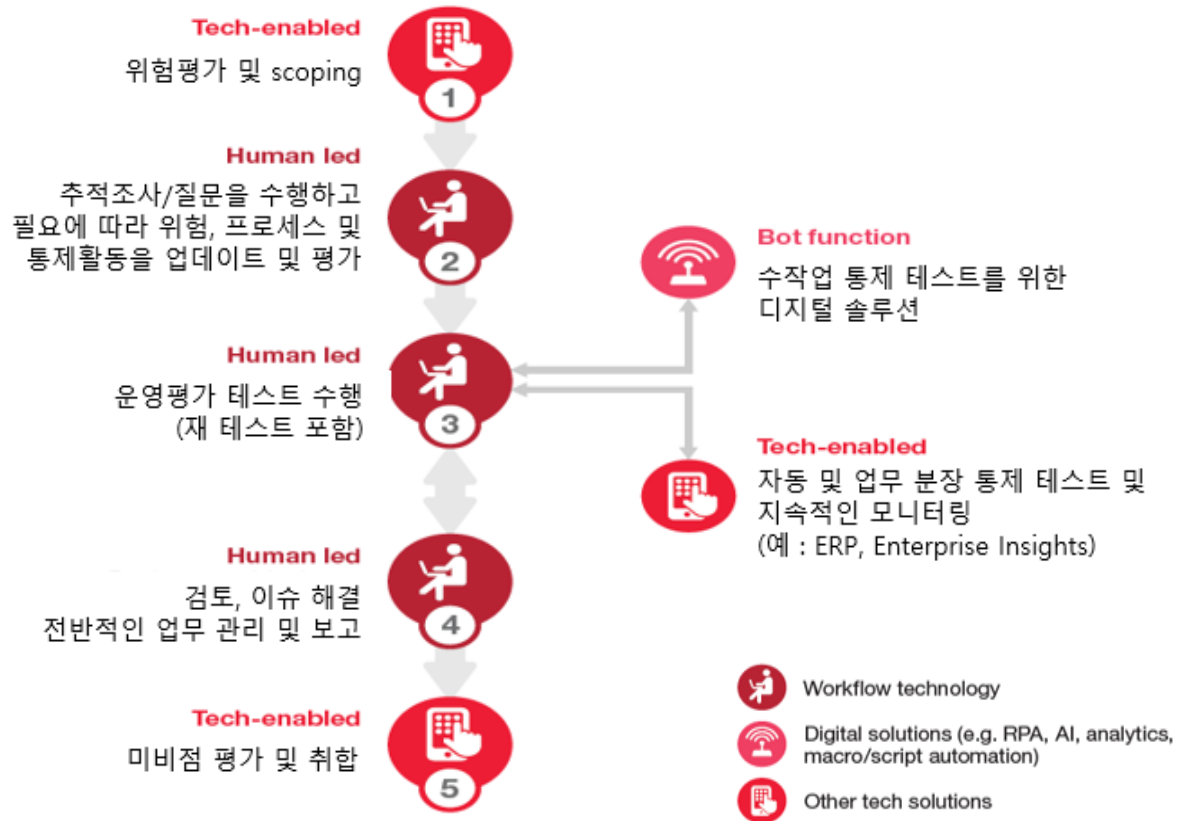 Tech-enabled
위험평가 및 scoping
1
Human led
추적조사/질문을 수행하고
필요에 따라 위험, 프로세스 및
통제활동을 업데이트 및 평가
2
Bot function
수작업 통제 테스트를 위한
디지털 솔루션
Human led
운영평가 테스트 수행
(재 테스트 포함)
3
Tech-enabled
자동 및 업무 분장 통제 테스트 및
지속적인 모니터링
(예 : ERP, Enterprise Insights)
Human led
검토, 이슈 해결
전반적인 업무 관리 및 보고
4
Tech-enabled
미비점 평가 및 취합
5
Workflow technology
Digital solutions (e.g. RPA, AI, analytics,
macro/script automation)
Other tech solutions